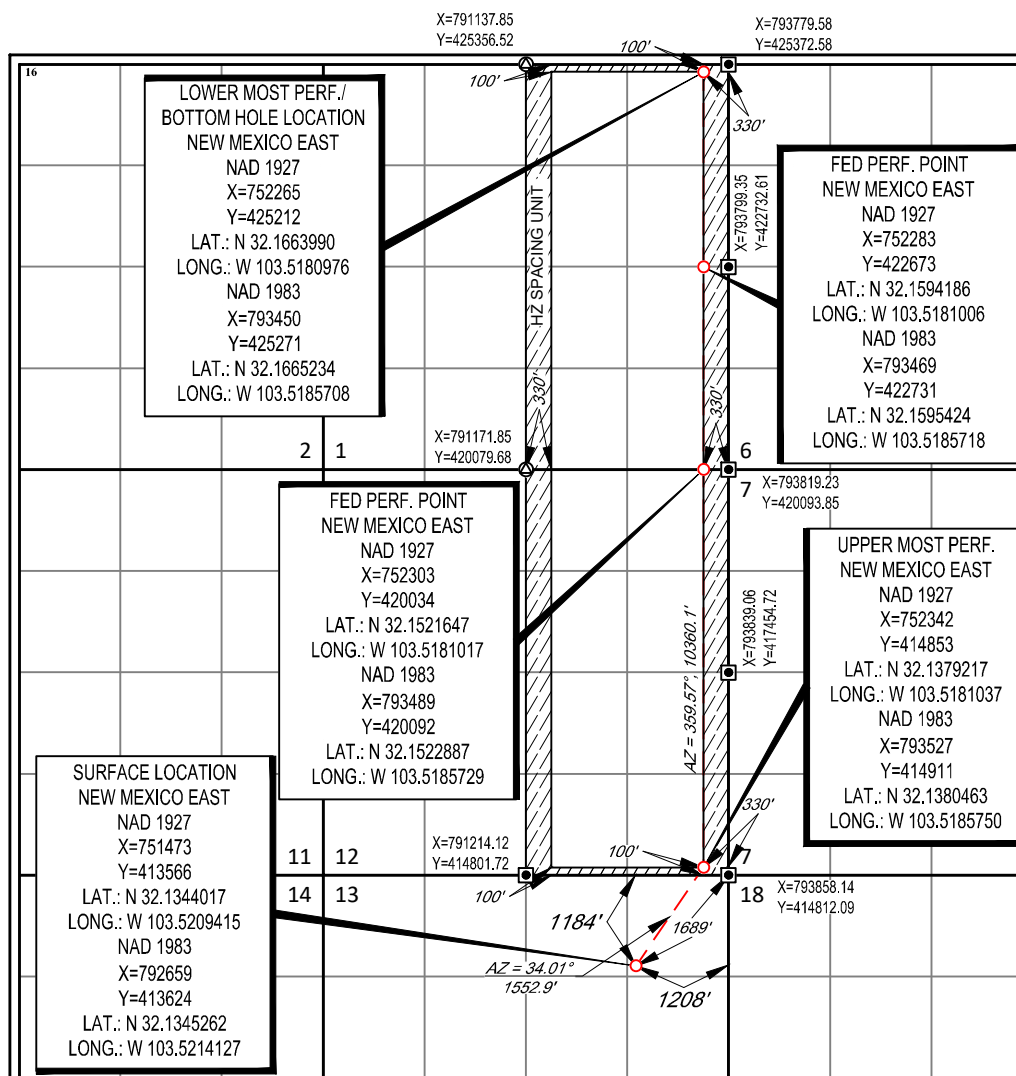 X=791137.85
Y=425356.52
X=793779.58
Y=425372.58
16
100'
100'
330'
LOWER MOST PERF./
BOTTOM HOLE LOCATION
NEW MEXICO EAST
NAD 1927
X=752265
Y=425212
LAT.: N 32.1663990
LONG.: W 103.5180976
NAD 1983
X=793450
Y=425271
LAT.: N 32.1665234
LONG.: W 103.5185708
HZ SPACING UNIT
X=793799.35
Y=422732.61
FED PERF. POINT
NEW MEXICO EAST
NAD 1927
X=752283
Y=422673
LAT.: N 32.1594186
LONG.: W 103.5181006
NAD 1983
X=793469
Y=422731
LAT.: N 32.1595424
LONG.: W 103.5185718
330'
330'
2 1
X=791171.85
Y=420079.68
6
7
X=793819.23
Y=420093.85
FED PERF. POINT
NEW MEXICO EAST
NAD 1927
X=752303
Y=420034
LAT.: N 32.1521647
LONG.: W 103.5181017
NAD 1983
X=793489
Y=420092
LAT.: N 32.1522887
LONG.: W 103.5185729
AZ = 359.57°, 10360.1'
X=793839.06
Y=417454.72
UPPER MOST PERF.
NEW MEXICO EAST
NAD 1927
X=752342
Y=414853
LAT.: N 32.1379217
LONG.: W 103.5181037
NAD 1983
X=793527
Y=414911
LAT.: N 32.1380463
LONG.: W 103.5185750
SURFACE LOCATION
NEW MEXICO EAST
NAD 1927
X=751473
Y=413566
LAT.: N 32.1344017
LONG.: W 103.5209415
NAD 1983
X=792659
Y=413624
LAT.: N 32.1345262
LONG.: W 103.5214127
11 12
14 13
X=791214.12
Y=414801.72
100'
100'
330'
7
18
X=793858.14
Y=414812.09
1184'
1689'
AZ = 34.01°
1552.9'
1208'